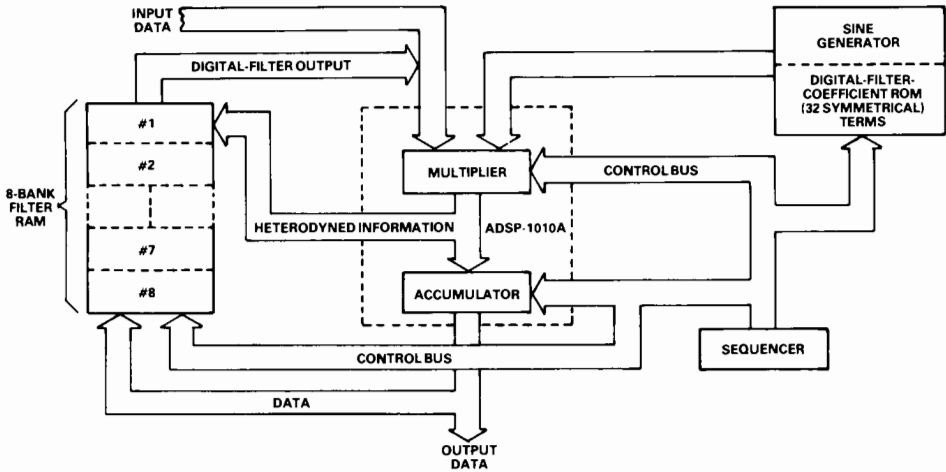 INPUT
DATA
DIGITAL-FILTER OUTPUT
SINE
GENERATOR
DIGITAL-FILTER-
COEFFICIENT ROM
(32 SYMMETRICAL)
TERMS
8-BANK
FILTER
RAM
#1
#2
#7
#8
MULTIPLIER
CONTROL BUS
HETERODYNED INFORMATION
ADSP-1010A
ACCUMULATOR
SEQUENCER
CONTROL BUS
DATA
OUTPUT
DATA